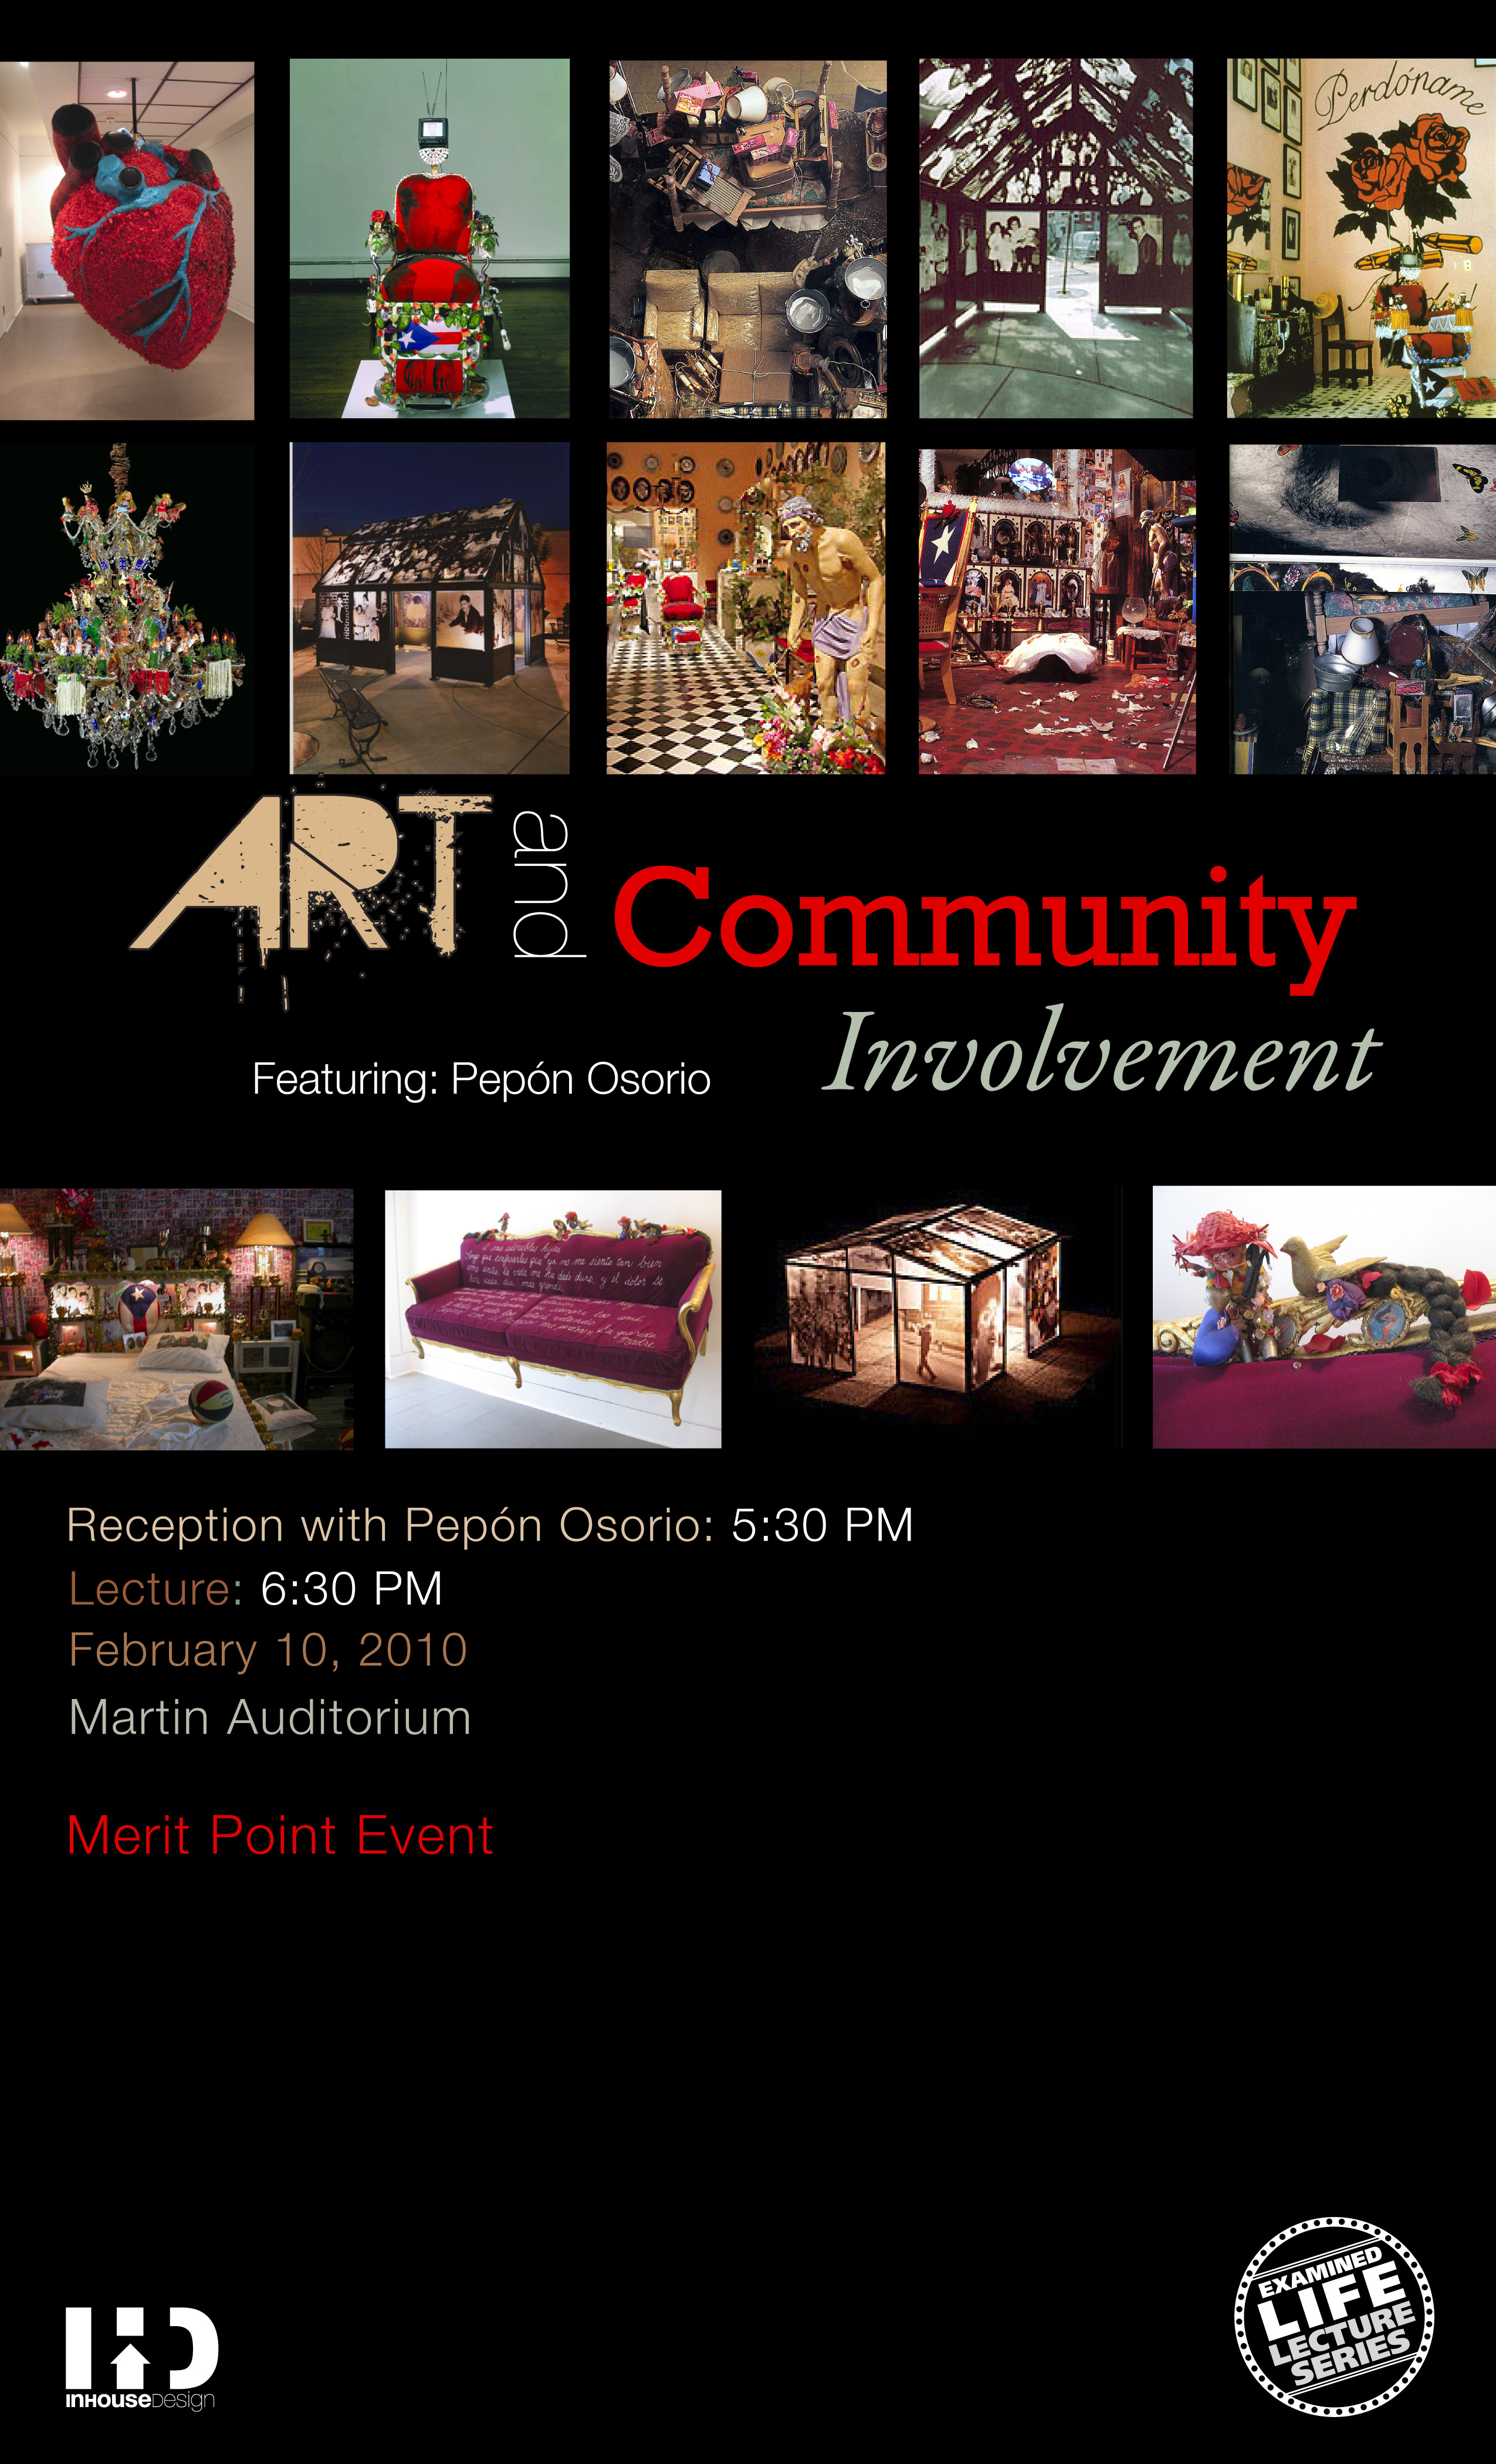 Perdóname
ART and Community
Involvement
Featuring: Pepón Osorio
Reception with Pepón Osorio: 5:30 PM
Lecture: 6:30 PM
February 10, 2010
Martin Auditorium
Merit Point Event
INHOUSEDesign
EXAMINED
LIFE
LECTURE
SERIES